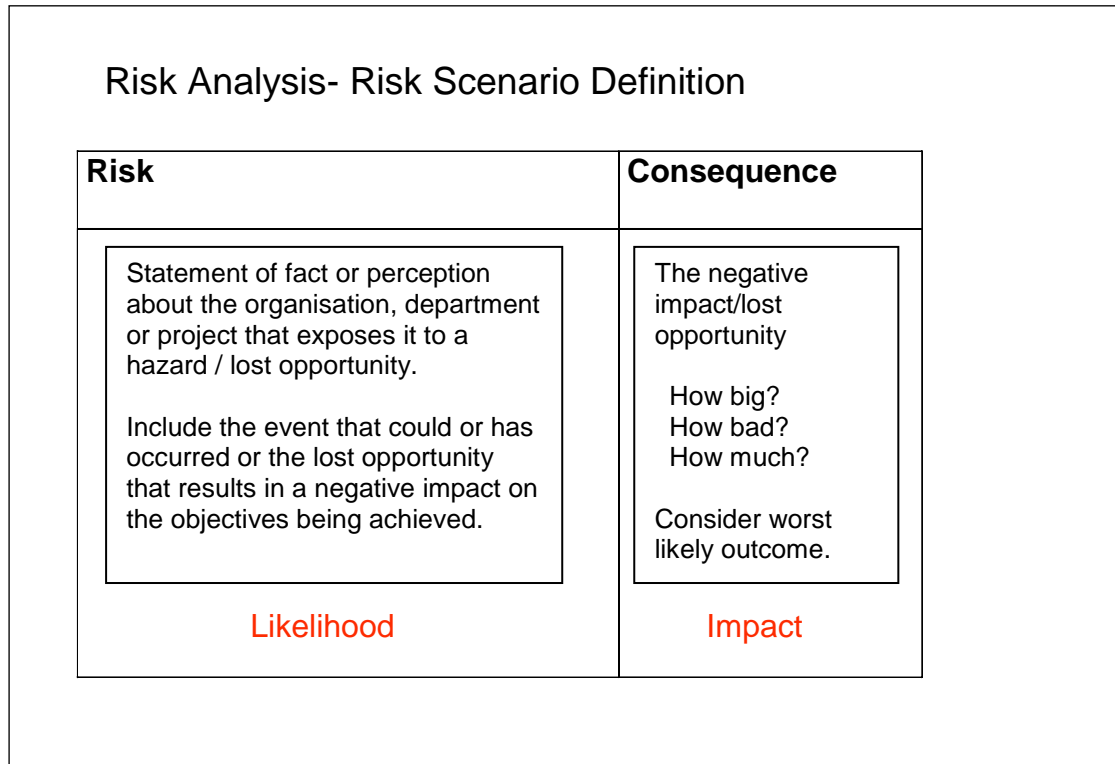 Risk Analysis- Risk Scenario Definition
Risk
Consequence
Statement of fact or perception
about the organisation, department
or project that exposes it to a
hazard / lost opportunity.
Include the event that could or has
occurred or the lost opportunity
that results in a negative impact on
the objectives being achieved.
Likelihood
The negative
impact/lost
opportunity
How big?
How bad?
How much?
Consider worst
likely outcome.
Impact